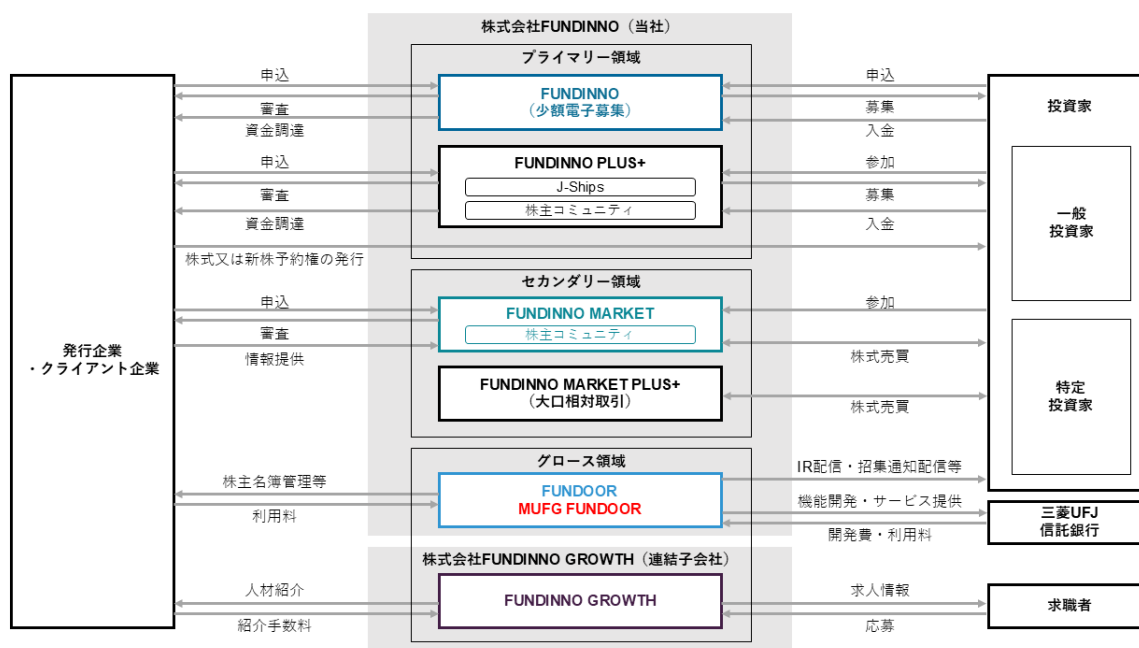 株式会社FUNDINNO（当社）
プライマリー領域
発行企業
・クライアント企業
申込
審査
資金調達
FUNDINNO
（少額電子募集）
申込
募集
入金
申込
審査
資金調達
FUNDINNO PLUS+
J-Ships
株主コミュニティ
参加
募集
入金
株式又は新株予約権の発行
セカンダリー領域
申込
審査
情報提供
FUNDINNO MARKET
株主コミュニティ
参加
株式売買
FUNDINNO MARKET PLUS+
（大口相対取引）
株式売買
投資家
一般
投資家
特定
投資家
グロース領域
株主名簿管理等
利用料
FUNDOOR
MUFG FUNDOOR
IR配信・招集通知配信等
機能開発・サービス提供
開発費・利用料
三菱UFJ
信託銀行
株式会社FUNDINNO GROWTH（連結子会社）
人材紹介
紹介手数料
FUNDINNO GROWTH
求人情報
応募
求職者